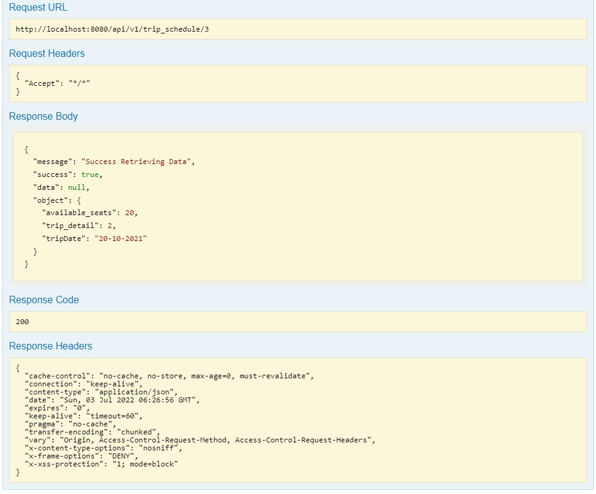 Request URL
http://localhost:8080/api/v1/trip_schedule/3
Request Headers
{
  "Accept": "*/*"
}
Response Body
{
  "message": "Success Retrieving Data",
  "success": true,
  "data": null,
  "object": {
    "available_seats": 20,
    "trip_detail": 2,
    "tripDate": "20-10-2021"
  }
}
Response Code
200
Response Headers
{
  "cache-control": "no-cache, no-store, max-age=0, must-revalidate",
  "connection": "keep-alive",
  "content-type": "application/json",
  "date": "Sun, 03 Jul 2022 06:26:56 GMT",
  "expires": "0",
  "keep-alive": "timeout=60",
  "pragma": "no-cache",
  "transfer-encoding": "chunked",
  "vary": "Origin, Access-Control-Request-Method, Access-Control-Request-Headers",
  "x-content-type-options": "nosniff",
  "x-frame-options": "DENY",
  "x-xss-protection": "1; mode=block"
}